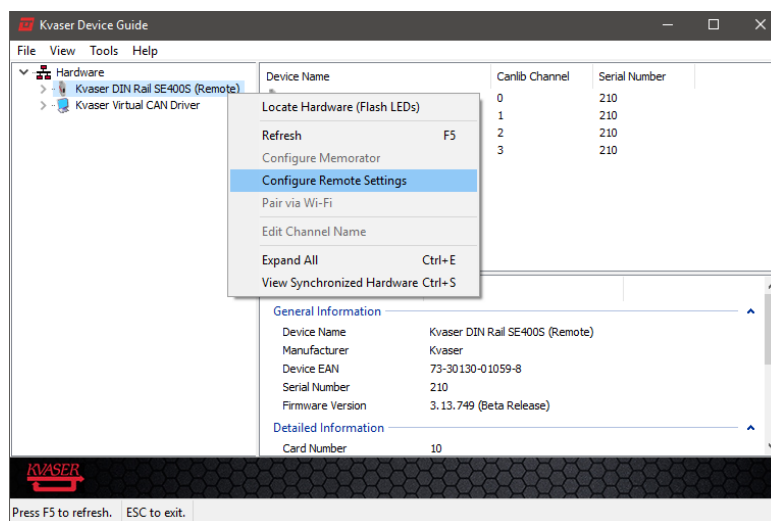 Kvaser Device Guide
File View Tools Help
Hardware
Kvaser DIN Rail SE400S (Remote)
Kvaser Virtual CAN Driver
Device Name Canlib Channel Serial Number
0 210
1 210
2 210
3 210
Locate Hardware (Flash LEDs)
Refresh F5
Configure Memorator
Configure Remote Settings
Pair via Wi-Fi
Edit Channel Name
Expand All Ctrl+E
View Synchronized Hardware Ctrl+S
General Information
Device Name Kvaser DIN Rail SE400S (Remote)
Manufacturer Kvaser
Device EAN 73-30130-01059-8
Serial Number 210
Firmware Version 3.13.749 (Beta Release)
Detailed Information
Card Number 10
KVASER
Press F5 to refresh. ESC to exit.